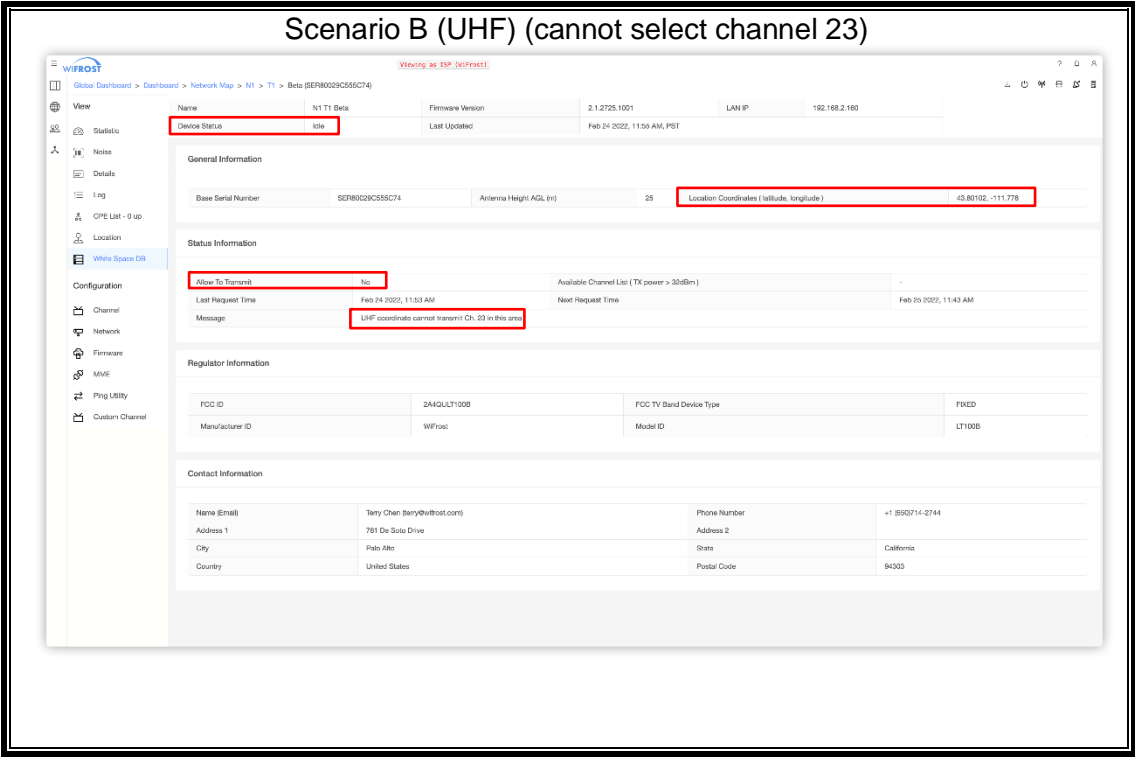 Scenario B (UHF) (cannot select channel 23)
WIFROST
Viewing as ISP (WiFrost)
Global Dashboard > Dashboard > Network Map > N1 > T1 > Beta (SER80029C555C74)
View
Statistic
Noise
Details
Log
CPE List - 0 up
Location
White Space DB
Configuration
Channel
Network
Firmware
MME
Ping Utility
Custom Channel
Name N1 T1 Beta Firmware Version 2.1.2725.1001 LAN IP 192.168.2.160
Device Status Idle Last Updated Feb 24 2022, 11:55 AM, PST
General Information
Base Serial Number SER80029C555C74 Antenna Height AGL (m) 25 Location Coordinates ( latitude, longitude ) 43.80102, -111.778
Status Information
Allow To Transmit No Available Channel List ( TX power > 32dBm ) -
Last Request Time Feb 24 2022, 11:53 AM Next Request Time Feb 25 2022, 11:43 AM
Message UHF coordinate cannot transmit Ch. 23 in this area
Regulator Information
FCC ID 2A4QULT100B FCC TV Band Device Type FIXED
Manufacturer ID WiFrost Model ID LT100B
Contact Information
Name (Email) Terry Chen (terry@wifrost.com) Phone Number +1 (650)714-2744
Address 1 761 De Soto Drive Address 2
City Palo Alto State California
Country United States Postal Code 94303